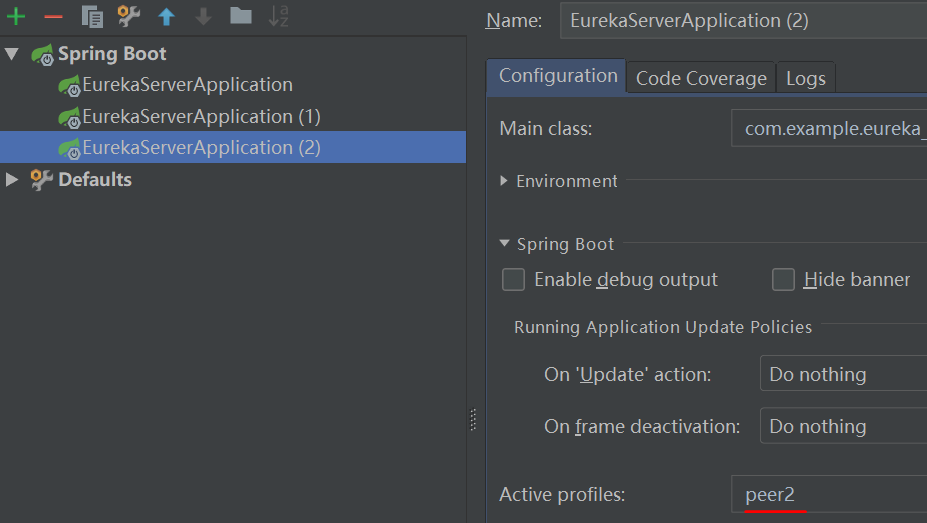 Spring Boot
EurekaServerApplication
EurekaServerApplication (1)
EurekaServerApplication (2)
Defaults
Name: EurekaServerApplication (2)
Configuration Code Coverage Logs
Main class: com.example.eureka_
Environment
Spring Boot
Enable debug output Hide banner
Running Application Update Policies
On 'Update' action: Do nothing
On frame deactivation: Do nothing
Active profiles: peer2